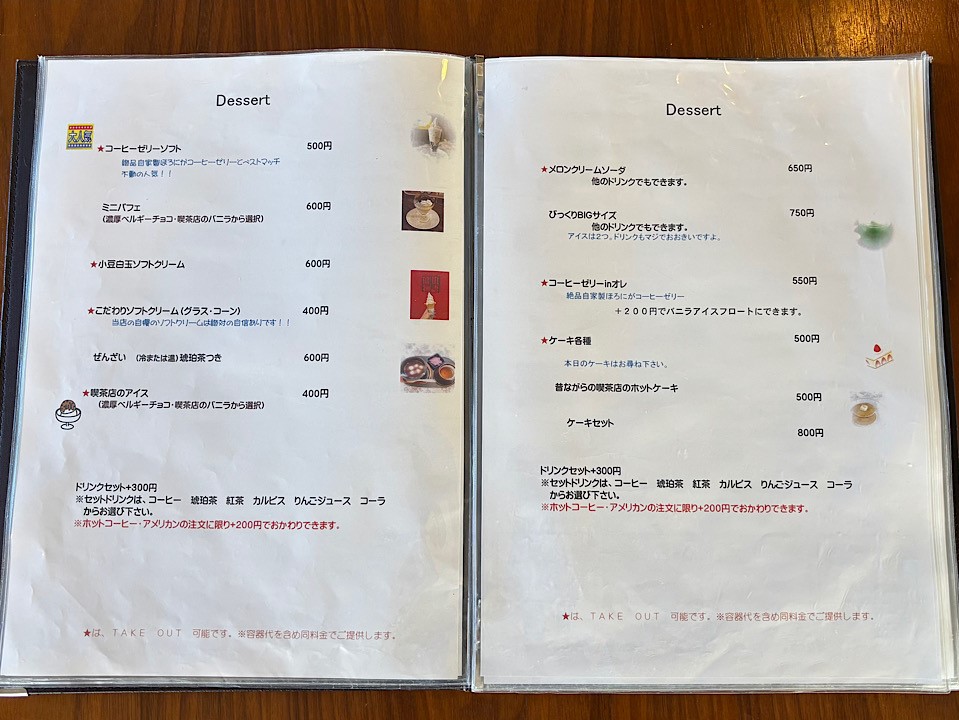 Dessert
大人気
★コーヒーゼリーソフト 500円
絶品自家製ほろにがコーヒーゼリーとベストマッチ
不動の人気！！
ミニパフェ 600円
(濃厚ベルギーチョコ・喫茶店のバニラから選択)
★小豆白玉ソフトクリーム 600円
★こだわりソフトクリーム(グラス・コーン) 400円
当店の自慢のソフトクリームは絶対の自信ありです！！
ぜんざい (冷または温)琥珀茶つき 600円
★喫茶店のアイス 400円
(濃厚ベルギーチョコ・喫茶店のバニラから選択)
ドリンクセット+300円
※セットドリンクは、コーヒー 琥珀茶 紅茶 カルピス りんごジュース コーラ
からお選び下さい。
※ホットコーヒー・アメリカンの注文に限り+200円でおかわりできます。
★は、TAKE OUT 可能です。※容器代を含め同料金でご提供します。
Dessert
★メロンクリームソーダ 650円
他のドリンクでもできます。
びっくりBIGサイズ 750円
他のドリンクでもできます。
アイスは2つ。ドリンクもマジでおおきいですよ。
★コーヒーゼリーinオレ 550円
絶品自家製ほろにがコーヒーゼリー
＋２００円でバニラアイスフロートにできます。
★ケーキ各種 500円
本日のケーキはお尋ね下さい。
昔ながらの喫茶店のホットケーキ
500円
ケーキセット
800円
ドリンクセット+300円
※セットドリンクは、コーヒー 琥珀茶 紅茶 カルピス りんごジュース コーラ
からお選び下さい。
※ホットコーヒー・アメリカンの注文に限り+200円でおかわりできます。
★は、TAKE OUT 可能です。※容器代を含め同料金でご提供します。